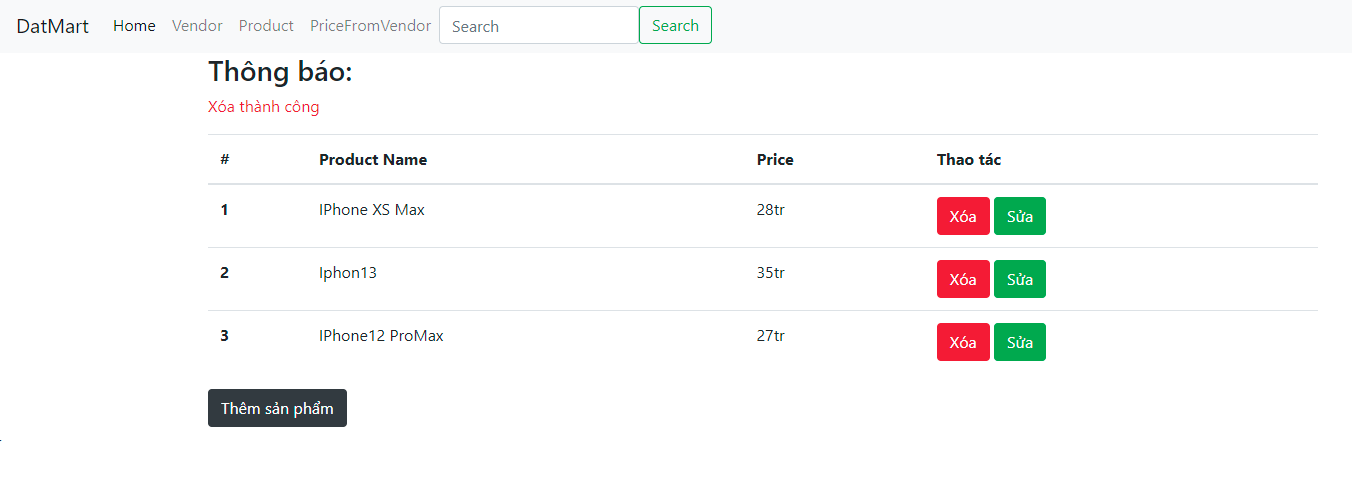 DatMart Home Vendor Product PriceFromVendor Search Search
Thông báo:
Xóa thành công
# Product Name Price Thao tác
1 IPhone XS Max 28tr Xóa Sửa
2 Iphon13 35tr Xóa Sửa
3 IPhone12 ProMax 27tr Xóa Sửa
Thêm sản phẩm